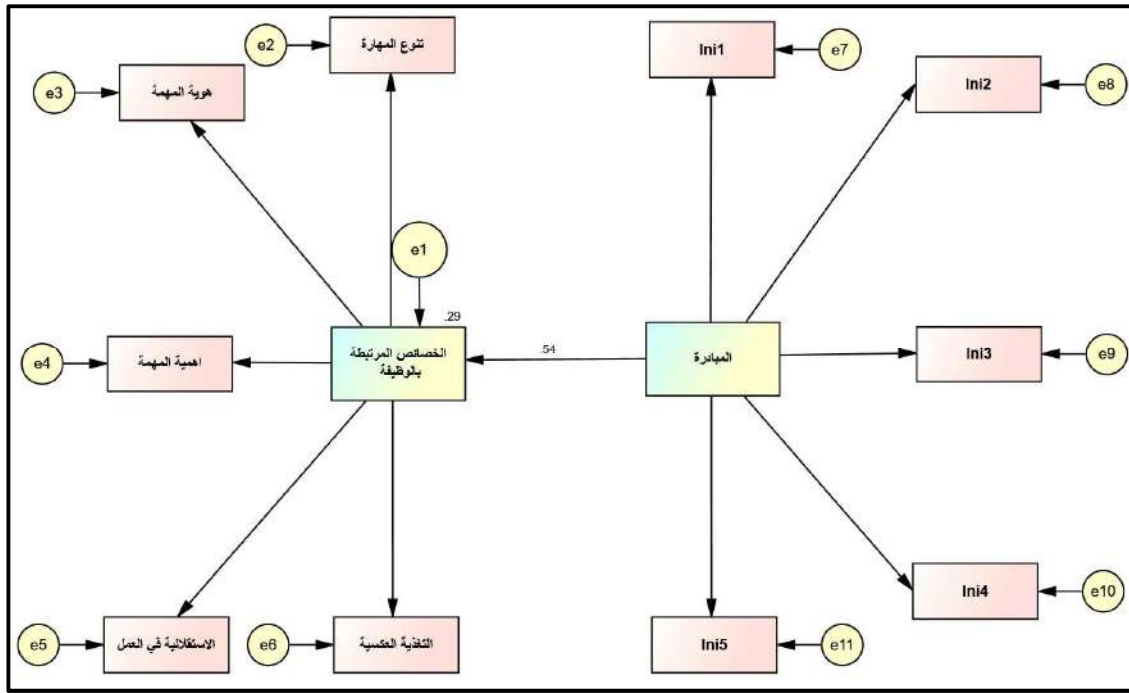 e2
تنوع المهارة
Ini1
e7
e3
هوية المهمة
Ini2
e8
e1
.29
الخصائص المرتبطة
بالوظيفة
.54
المبادرة
Ini3
e9
e4
اهمية المهمة
Ini4
e10
e5
الاستقلالية في العمل
e6
التغذية العكسية
Ini5
e11